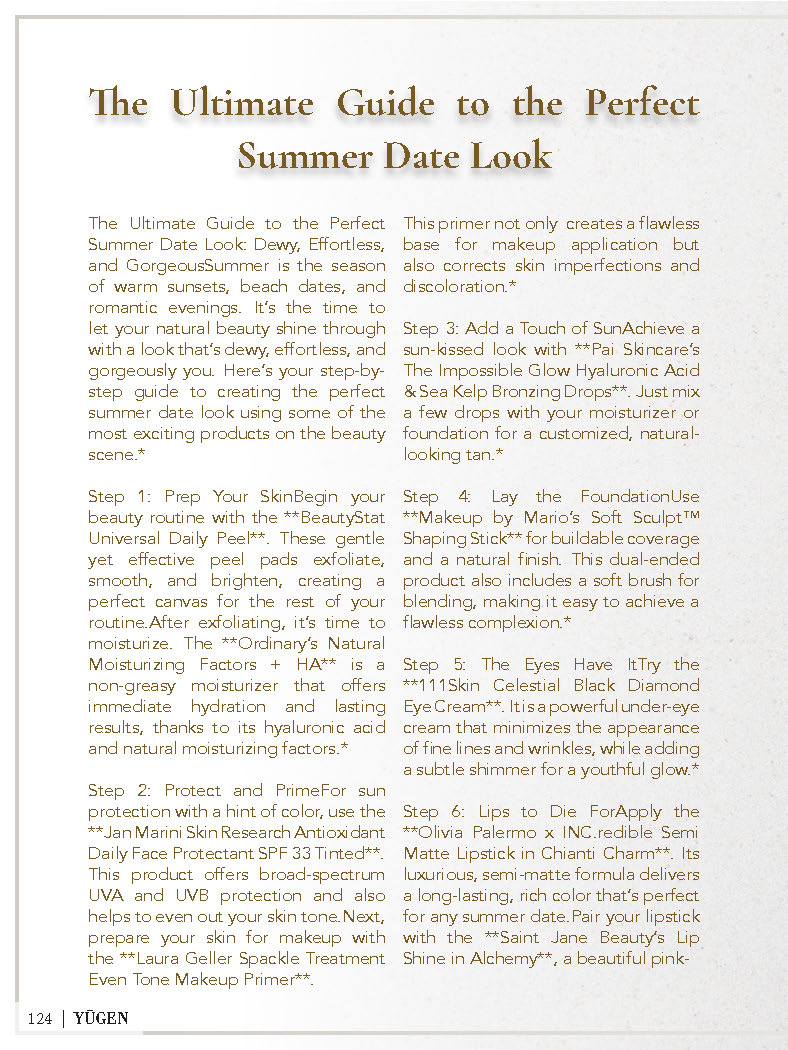 The Ultimate Guide to the Perfect
Summer Date Look
The Ultimate Guide to the Perfect
Summer Date Look: Dewy, Effortless,
and GorgeousSummer is the season
of warm sunsets, beach dates, and
romantic evenings. It's the time to
let your natural beauty shine through
with a look that's dewy, effortless, and
gorgeously you. Here's your step-by-
step guide to creating the perfect
summer date look using some of the
most exciting products on the beauty
scene.*
Step 1: Prep Your SkinBegin your
beauty routine with the **BeautyStat
Universal Daily Peel**. These gentle
yet effective peel pads exfoliate,
smooth, and brighten, creating a
perfect canvas for the rest of your
routine.After exfoliating, it's time to
moisturize. The **Ordinary's Natural
Moisturizing Factors + HA** is a
non-greasy moisturizer that offers
immediate hydration and lasting
results, thanks to its hyaluronic acid
and natural moisturizing factors.*
Step 2: Protect and PrimeFor sun
protection with a hint of color, use the
**Jan Marini Skin Research Antioxidant
Daily Face Protectant SPF 33 Tinted**.
This product offers broad-spectrum
UVA and UVB protection and also
helps to even out your skin tone.Next,
prepare your skin for makeup with
the **Laura Geller Spackle Treatment
Even Tone Makeup Primer**.
This primer not only creates a flawless
base for makeup application but
also corrects skin imperfections and
discoloration.*
Step 3: Add a Touch of SunAchieve a
sun-kissed look with **Pai Skincare's
The Impossible Glow Hyaluronic Acid
& Sea Kelp Bronzing Drops**. Just mix
a few drops with your moisturizer or
foundation for a customized, natural-
looking tan.*
Step 4: Lay the FoundationUse
**Makeup by Mario's Soft Sculpt™
Shaping Stick** for buildable coverage
and a natural finish. This dual-ended
product also includes a soft brush for
blending, making it easy to achieve a
flawless complexion.*
Step 5: The Eyes Have ItTry the
**111Skin Celestial Black Diamond
Eye Cream**. It is a powerful under-eye
cream that minimizes the appearance
of fine lines and wrinkles, while adding
a subtle shimmer for a youthful glow.*
Step 6: Lips to Die ForApply the
**Olivia Palermo x INC.redible Semi
Matte Lipstick in Chianti Charm**. Its
luxurious, semi-matte formula delivers
a long-lasting, rich color that's perfect
for any summer date.Pair your lipstick
with the **Saint Jane Beauty's Lip
Shine in Alchemy**, a beautiful pink-
124 | YŪGEN